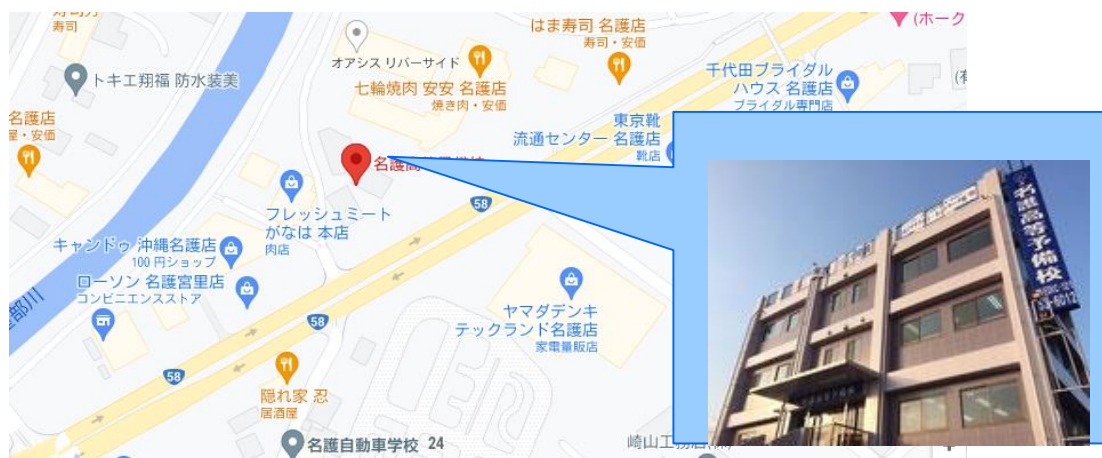 寿司
(ホーク
はま寿司 名護店
寿司・安価
オアシス リバーサイド
トキエ翔福 防水装美
七輪焼肉 安安 名護店
焼き肉・安価
千代田ブライダル
ハウス 名護店
ブライダル専門店
(有
名護店
屋・安価
東京靴
流通センター 名護店
靴店
名護高
58
フレッシュミート
がなは 本店
肉店
キャンドゥ 沖縄名護店
100 円ショップ
ローソン 名護宮里店
コンビニエンスストア
部川
58
ヤマダデンキ
テックランド名護店
家電量販店
58
隠れ家 忍
居酒屋
名護自動車学校 24
崎山工務店
名護高等予備校